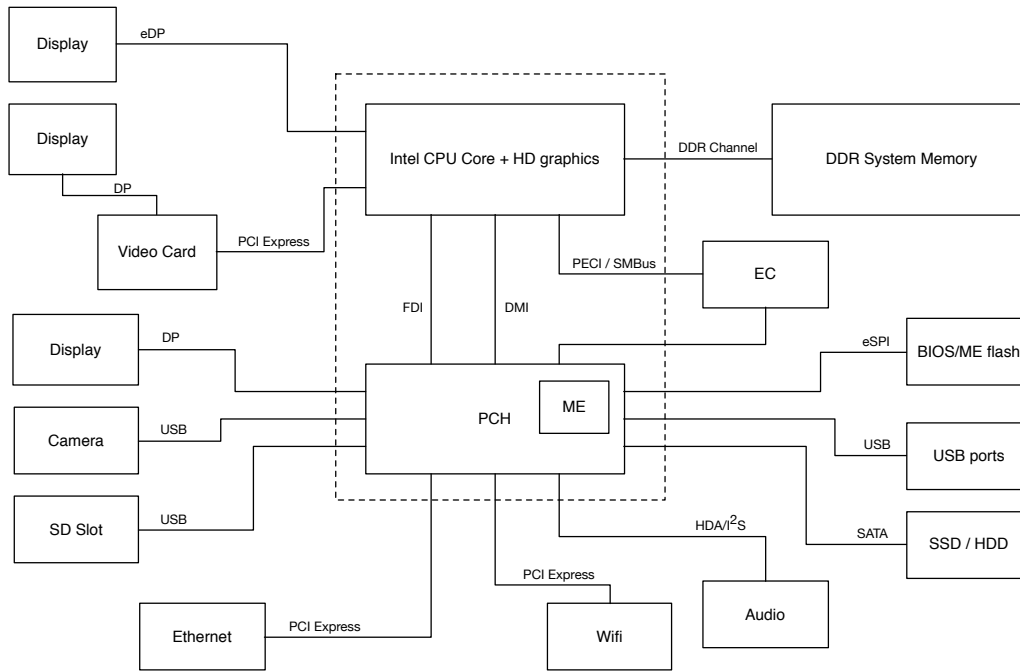 Display
eDP
Display
DP
Video Card
PCI Express
Intel CPU Core + HD graphics
DDR Channel
DDR System Memory
PECI / SMBus
EC
FDI
DMI
Display
DP
Camera
USB
SD Slot
USB
PCH
ME
eSPI
BIOS/ME flash
USB
USB ports
SATA
SSD / HDD
HDA/I²S
Audio
PCI Express
Wifi
Ethernet
PCI Express